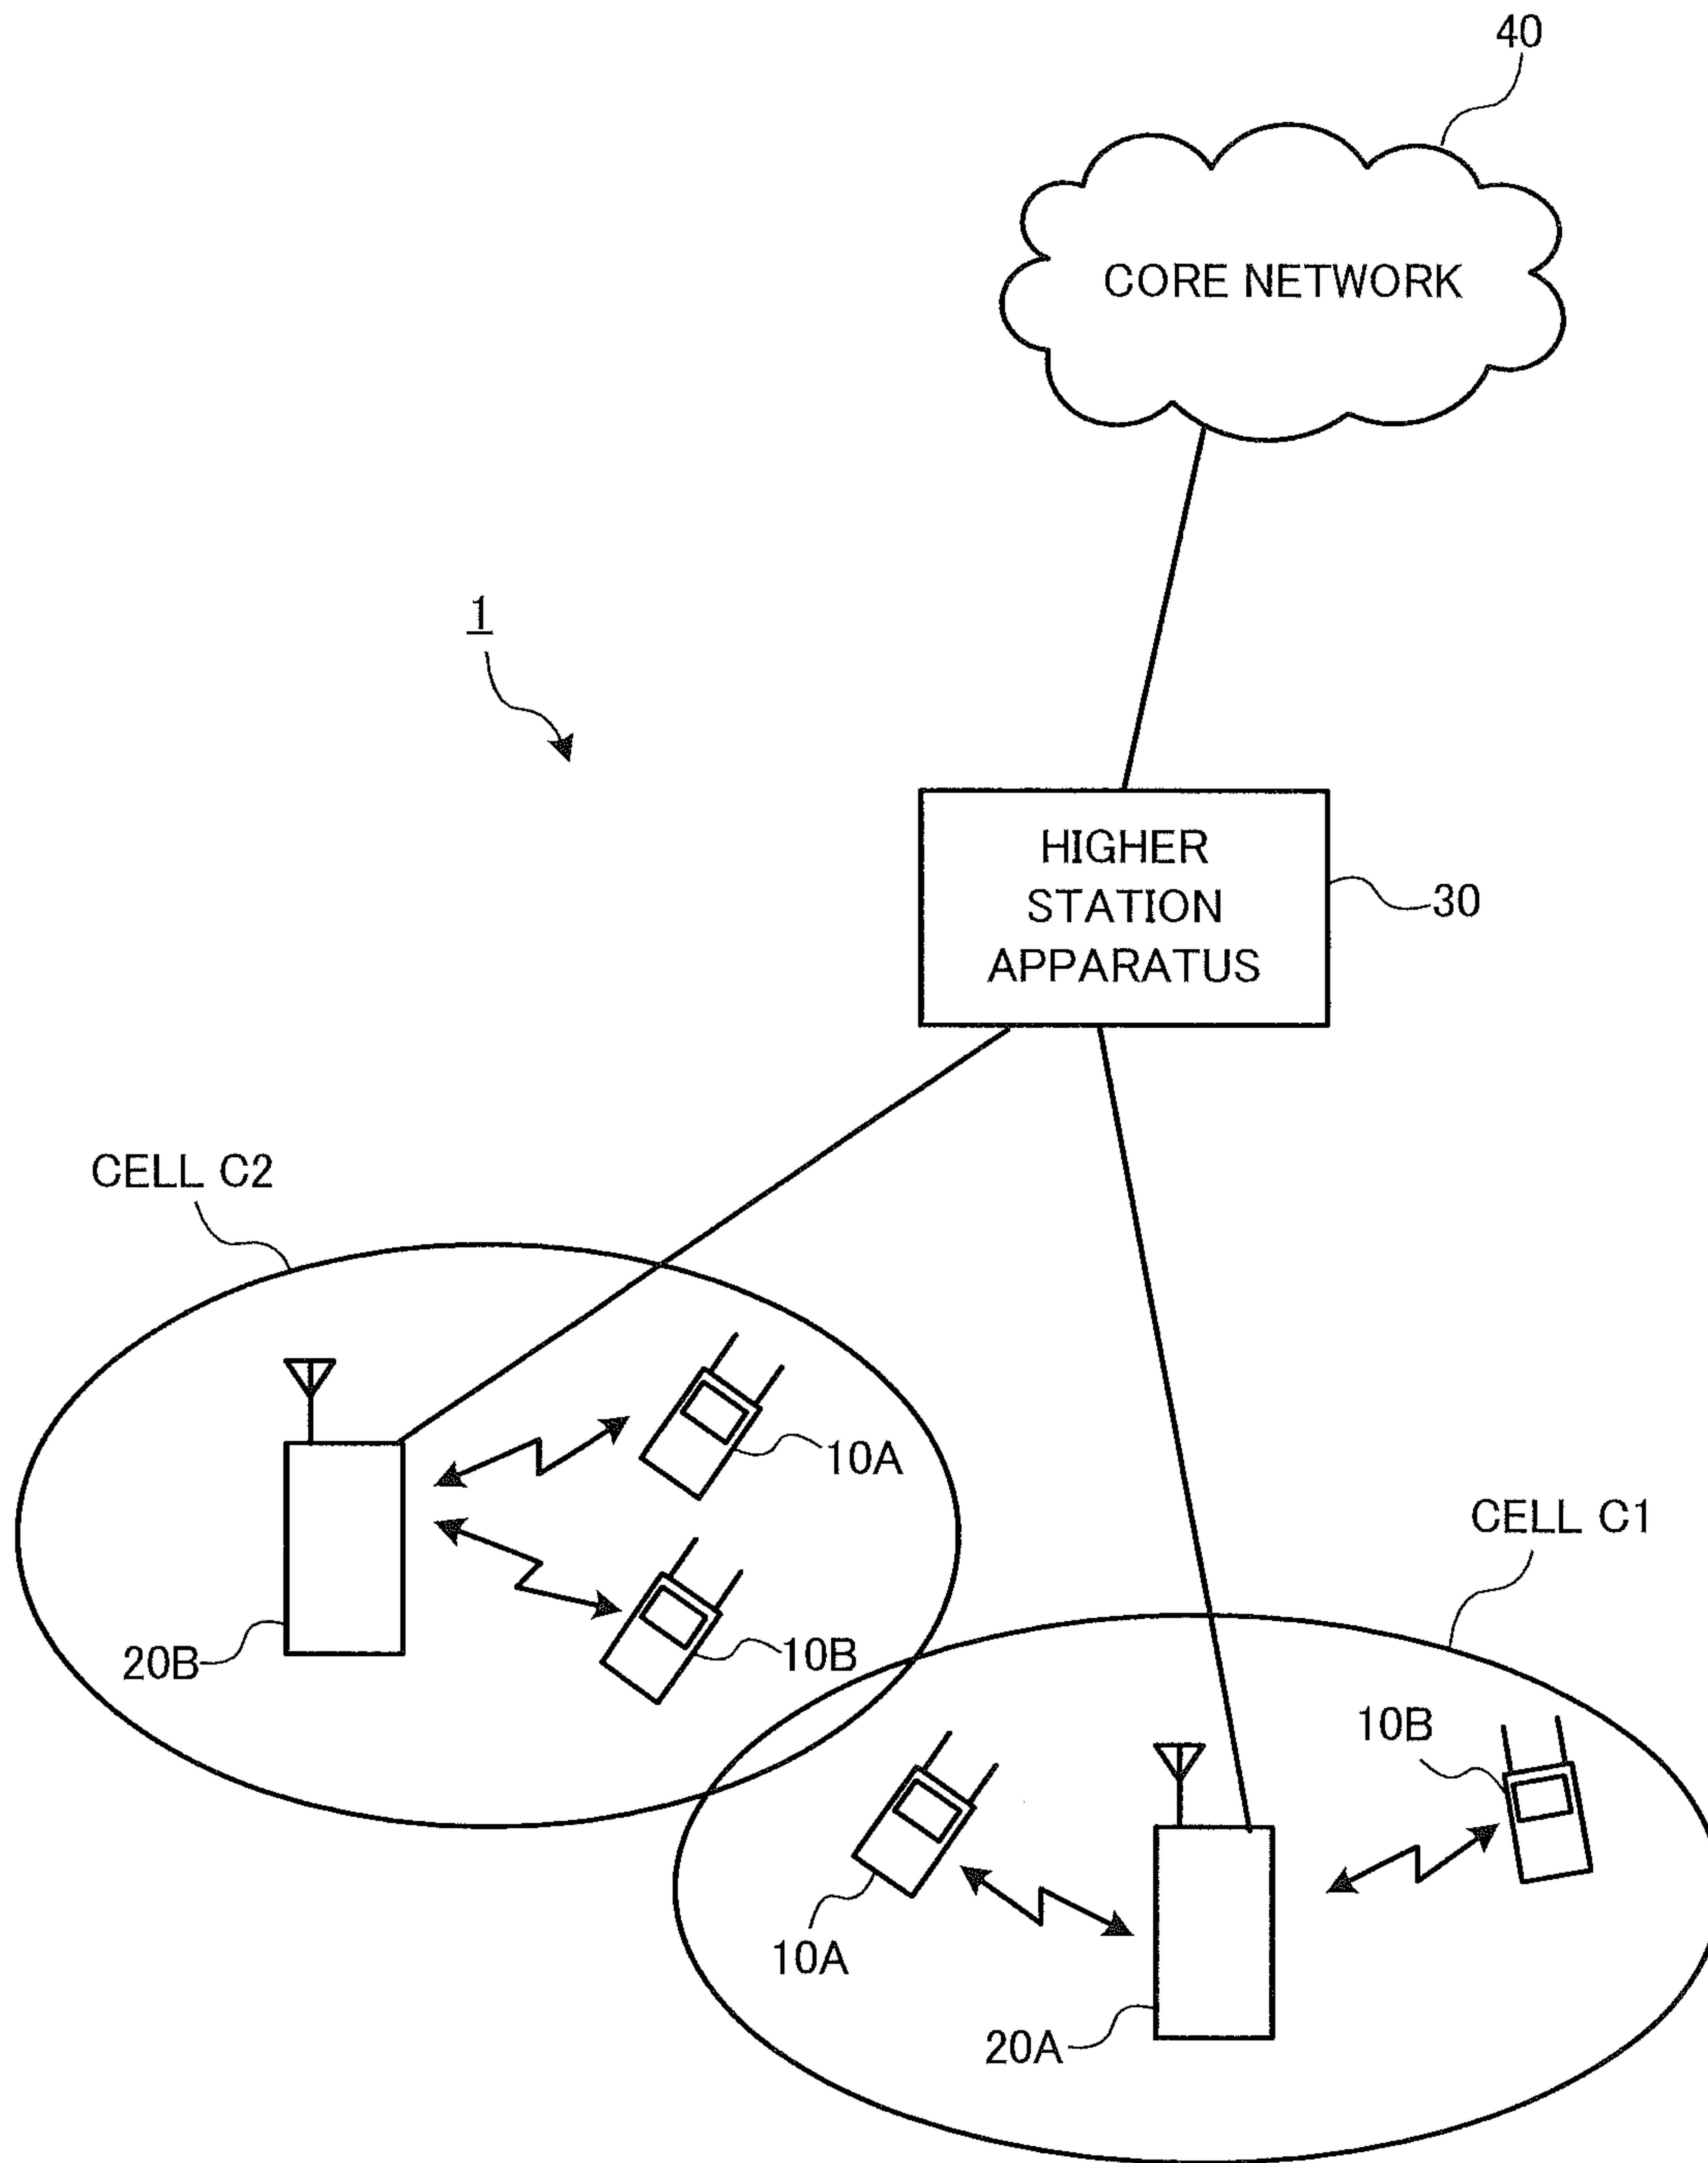 40
CORE NETWORK
1
HIGHER
STATION
APPARATUS
30
CELL C2
10A
CELL C1
20B
10B
10B
10A
20A